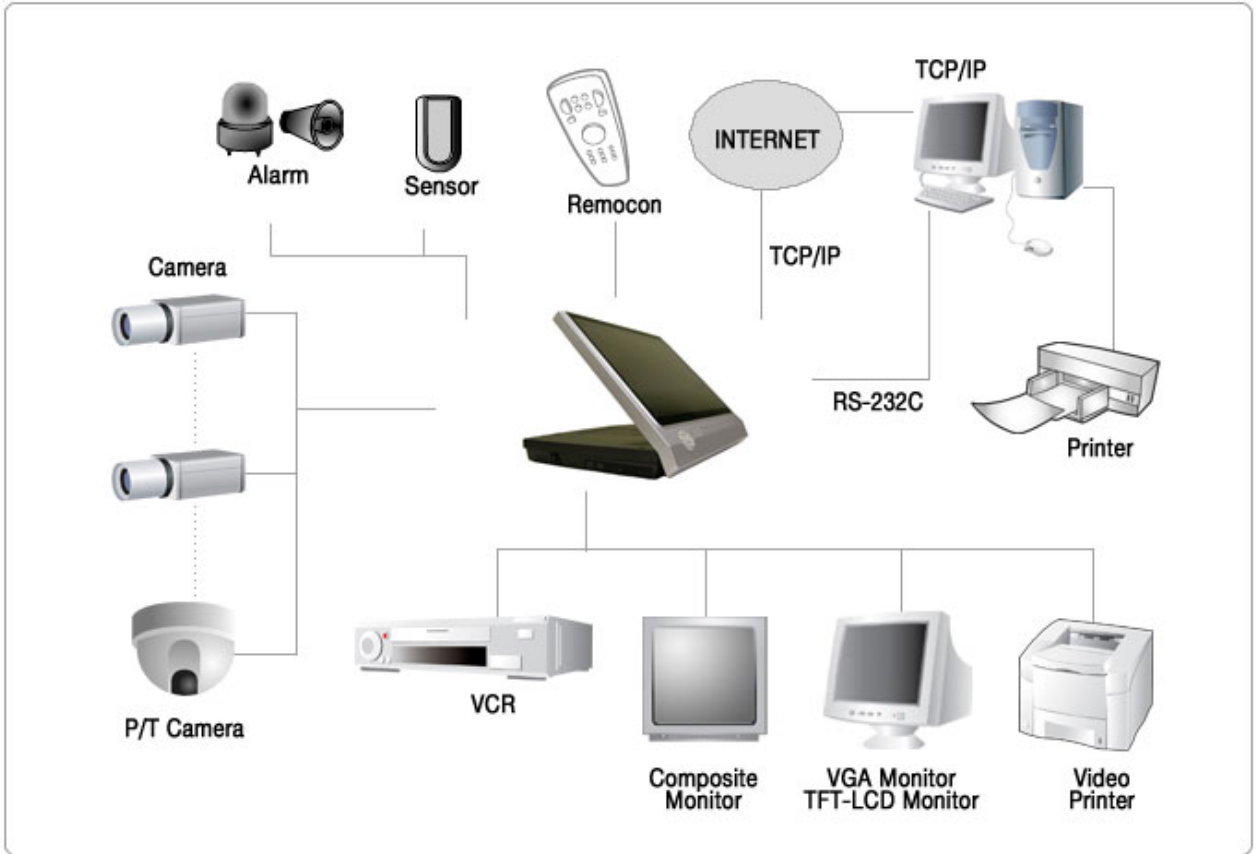 TCP/IP
INTERNET
Alarm
Sensor
Remocon
TCP/IP
Camera
RS-232C
Printer
P/T Camera
VCR
Composite
Monitor
VGA Monitor
TFT-LCD Monitor
Video
Printer